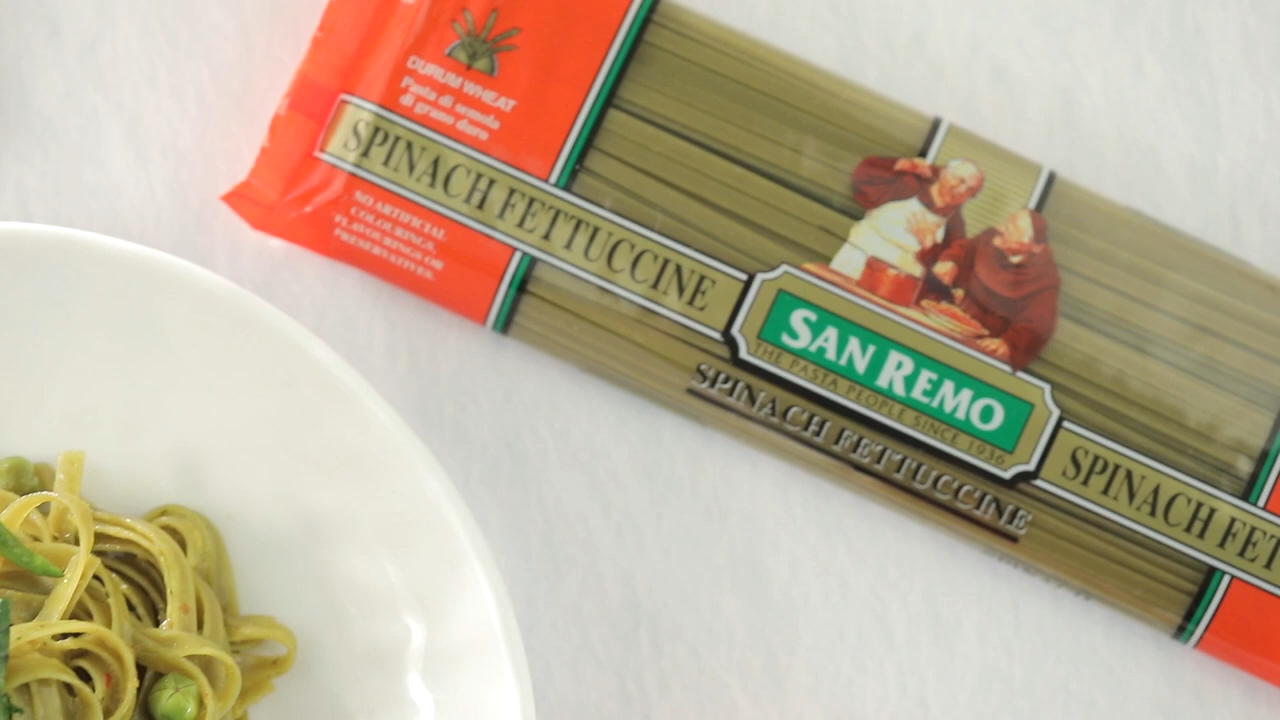 DURUM WHEAT
Pasta di semola
di grano duro
SPINACH FETTUCCINE
NO ARTIFICIAL
COLOURINGS,
FLAVOURINGS OR
PRESERVATIVES.
SAN REMO
THE PASTA PEOPLE SINCE 1936
SPINACH FETTUCCINE
SPINACH FET